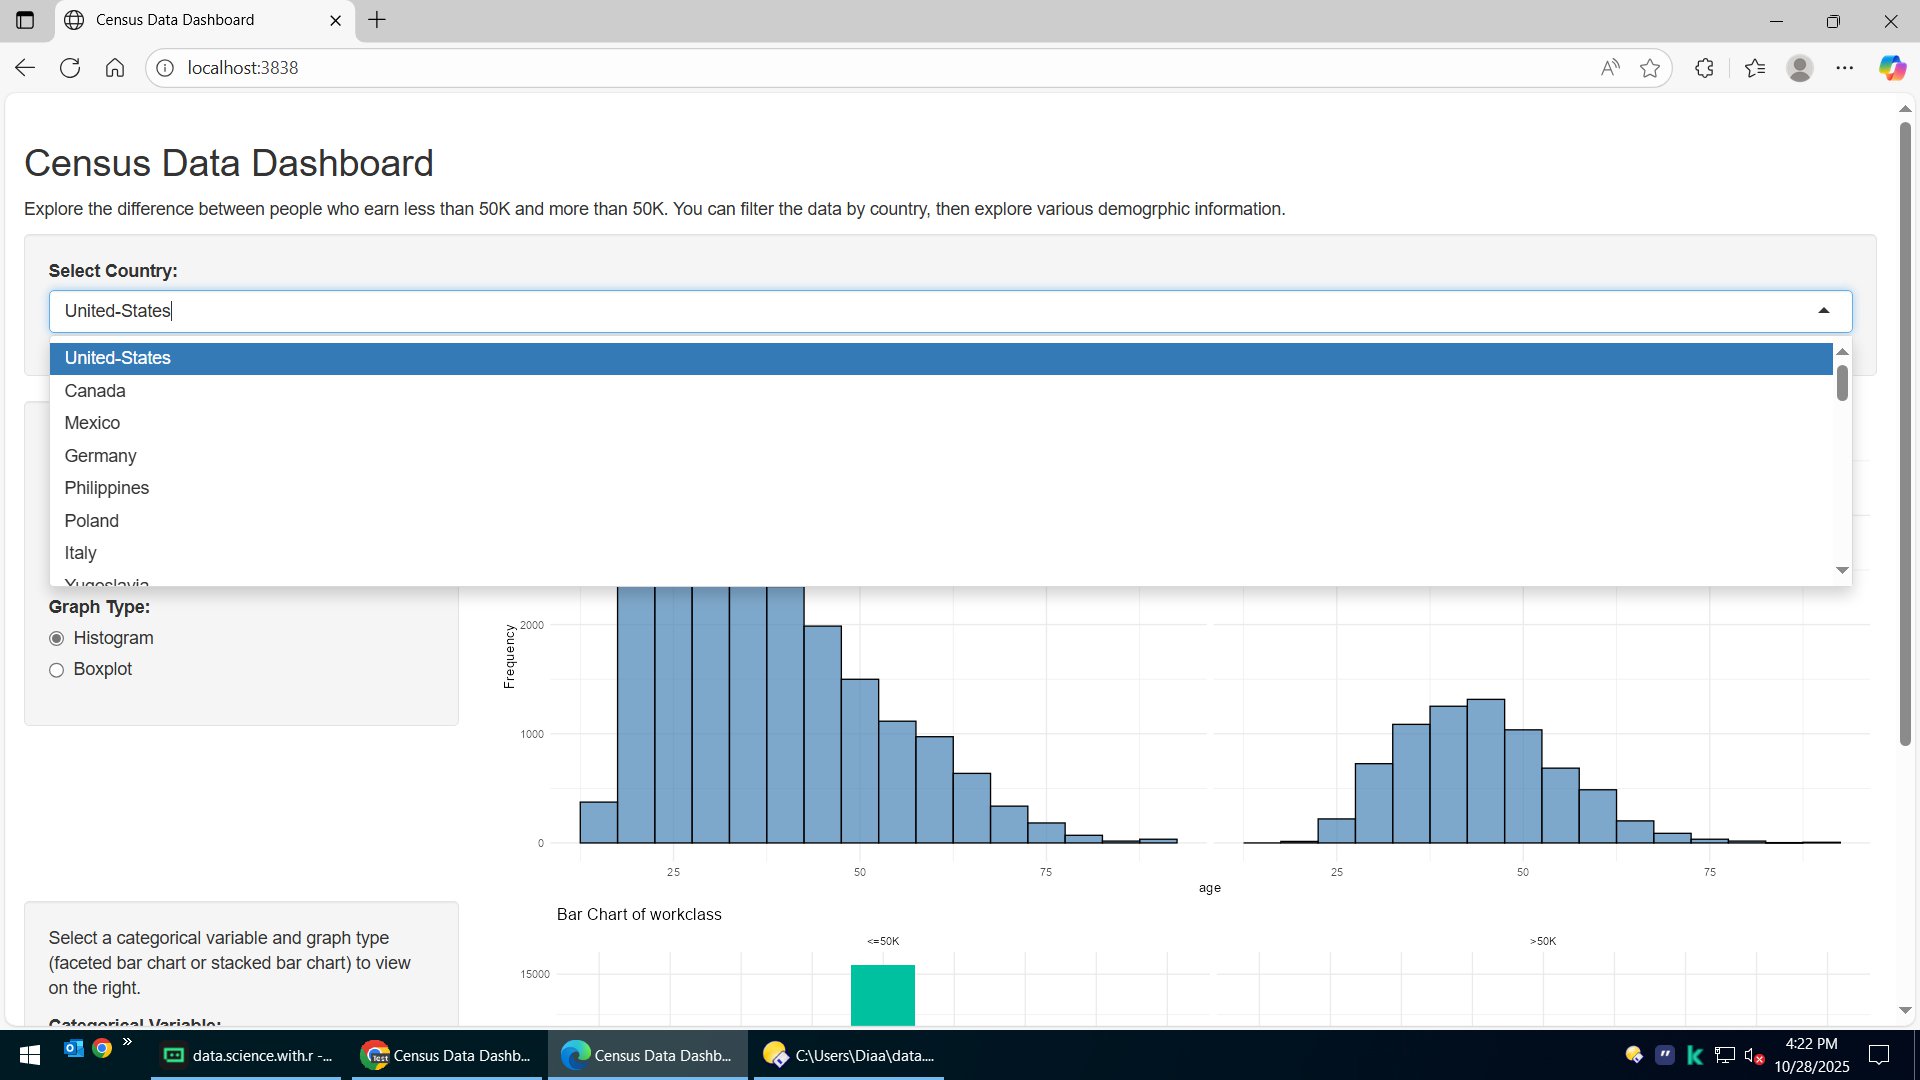 Census Data Dashboard
localhost:3838
Census Data Dashboard
Explore the difference between people who earn less than 50K and more than 50K. You can filter the data by country, then explore various demogrphic information.
Select Country:
United-States
United-States
Canada
Mexico
Germany
Philippines
Poland
Italy
Yugoslavia
Graph Type:
Histogram
Boxplot
Frequency
2000
1000
0
25 50 75 25 50 75
age
Bar Chart of workclass
<=50K >50K
15000
Select a categorical variable and graph type
(faceted bar chart or stacked bar chart) to view
on the right.
Categorical Variable:
data.science.with.r -...
Test
Census Data Dashb...
Census Data Dashb...
C:\Users\Diaa\data....
4:22 PM
10/28/2025